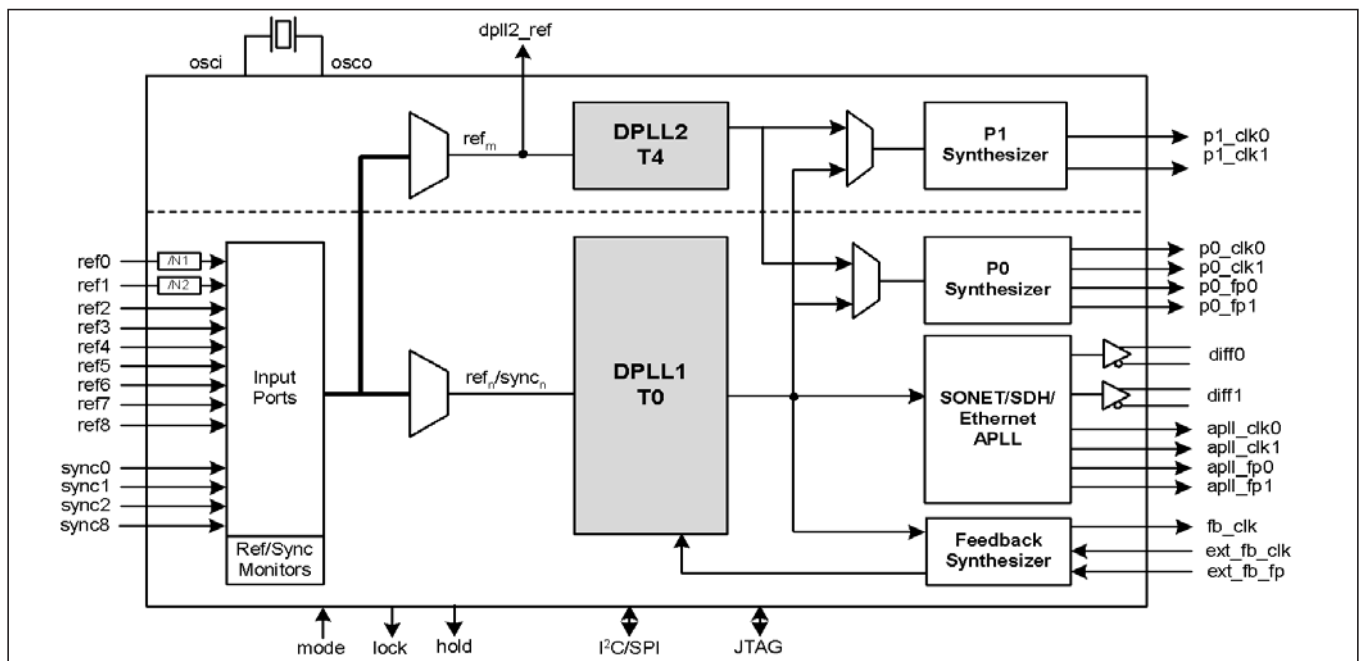 dpll2_ref
osci
osco
DPLL2
T4
ref_m
P1
Synthesizer
p1_clk0
p1_clk1
ref0
/N1
ref1
/N2
ref2
ref3
ref4
ref5
ref6
ref7
ref8
sync0
sync1
sync2
sync8
Input
Ports
Ref/Sync
Monitors
ref_n/sync_n
DPLL1
T0
P0
Synthesizer
p0_clk0
p0_clk1
p0_fp0
p0_fp1
SONET/SDH/
Ethernet
APLL
diff0
diff1
apll_clk0
apll_clk1
apll_fp0
apll_fp1
Feedback
Synthesizer
fb_clk
ext_fb_clk
ext_fb_fp
mode
lock
hold
I²C/SPI
JTAG